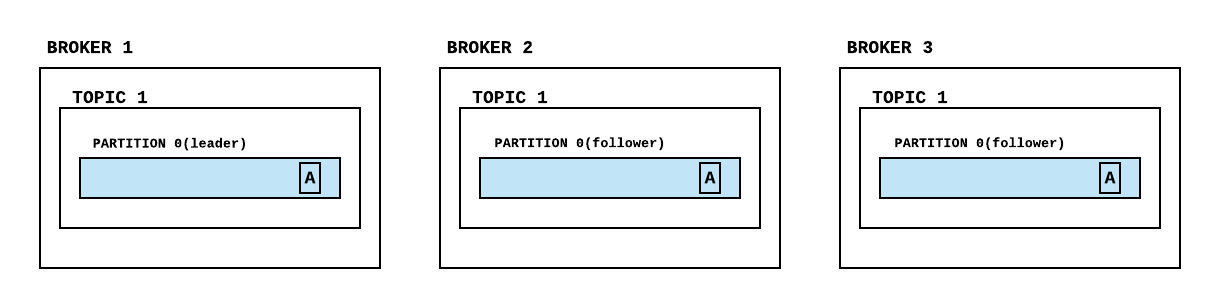 BROKER 1
TOPIC 1
PARTITION 0(leader)
A
BROKER 2
TOPIC 1
PARTITION 0(follower)
A
BROKER 3
TOPIC 1
PARTITION 0(follower)
A